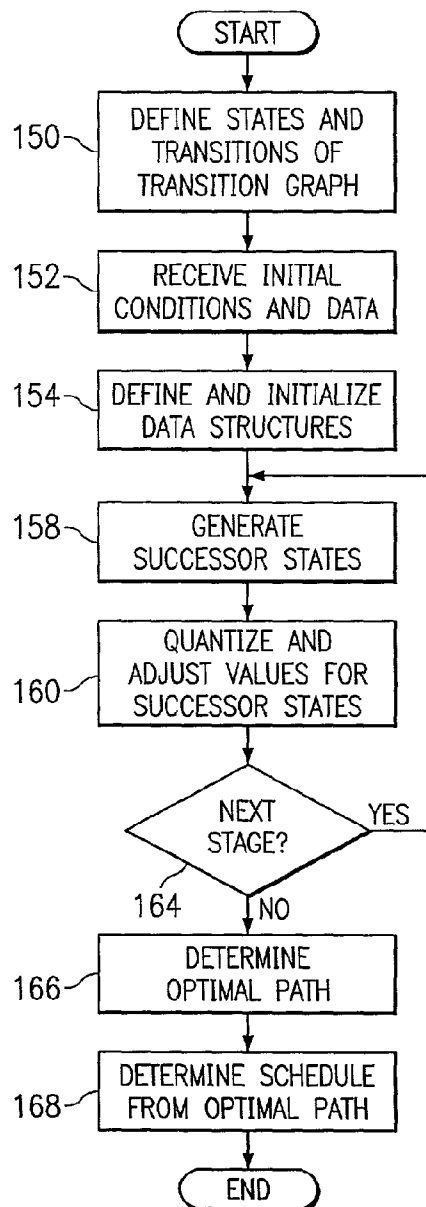 START
150
DEFINE STATES AND
TRANSITIONS OF
TRANSITION GRAPH
152
RECEIVE INITIAL
CONDITIONS AND DATA
154
DEFINE AND INITIALIZE
DATA STRUCTURES
158
GENERATE
SUCCESSOR STATES
160
QUANTIZE AND
ADJUST VALUES FOR
SUCCESSOR STATES
NEXT
STAGE?
YES
164
NO
166
DETERMINE
OPTIMAL PATH
168
DETERMINE SCHEDULE
FROM OPTIMAL PATH
END